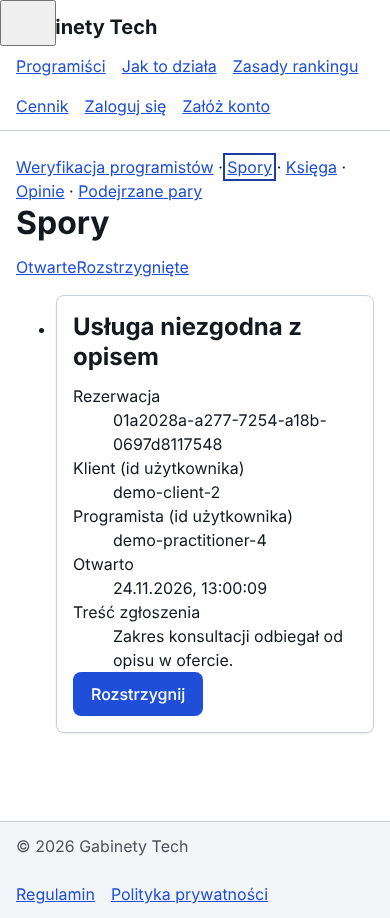 inety Tech
Programiści Jak to działa Zasady rankingu
Cennik Zaloguj się Załóż konto
Weryfikacja programistów · Spory · Księga ·
Opinie · Podejrzane pary
Spory
OtwarteRozstrzygnięte
Usługa niezgodna z
opisem
Rezerwacja
01a2028a-a277-7254-a18b-
0697d8117548
Klient (id użytkownika)
demo-client-2
Programista (id użytkownika)
demo-practitioner-4
Otwarto
24.11.2026, 13:00:09
Treść zgłoszenia
Zakres konsultacji odbiegał od
opisu w ofercie.
Rozstrzygnij
© 2026 Gabinety Tech
Regulamin Polityka prywatności